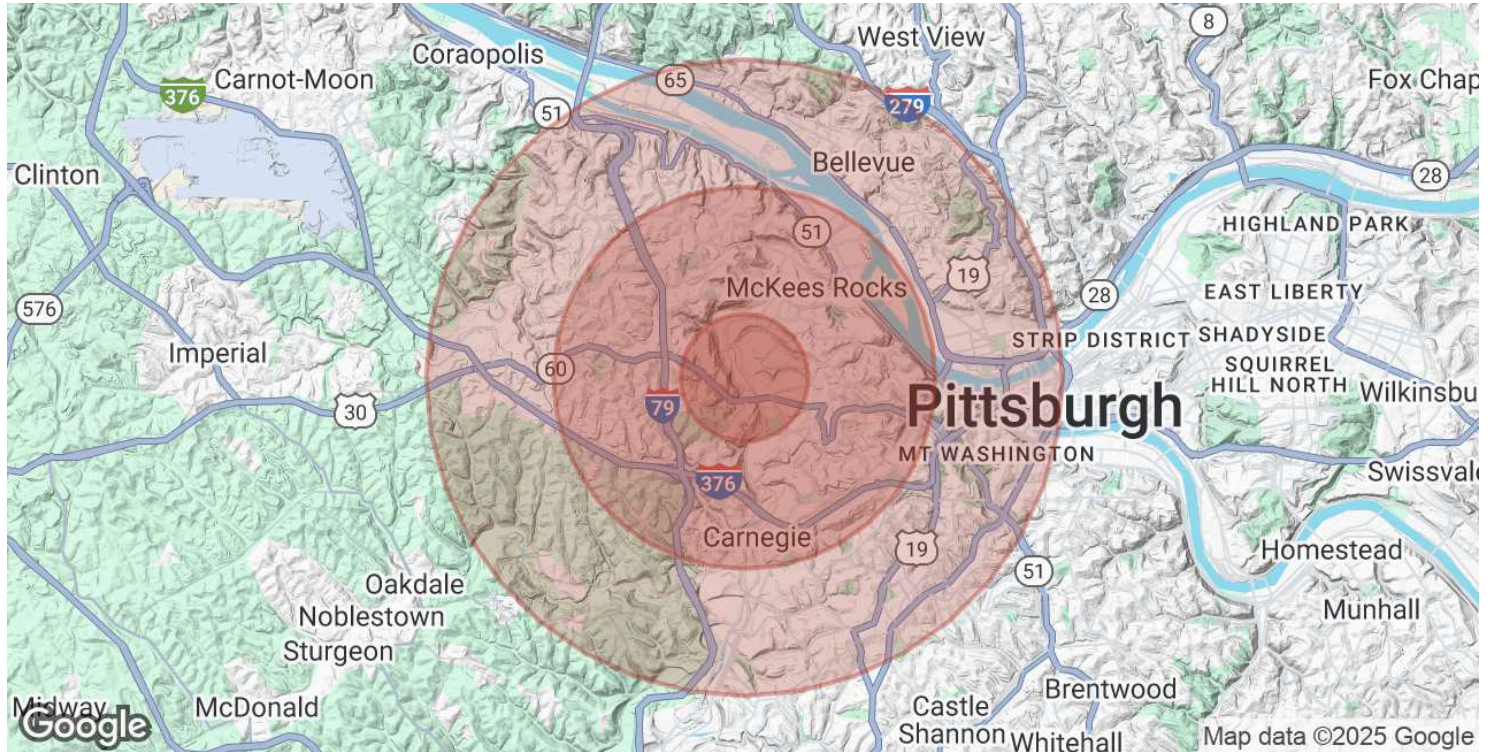 8
West View
Coraopolis
Carnot-Moon
65
Fox Chap
376
279
51
Bellevue
Clinton
28
28
HIGHLAND PARK
51
19
McKees Rocks
EAST LIBERTY
28
576
STRIP DISTRICT
SHADYSIDE
Imperial
60
SQUIRREL
HILL NORTH
Wilkinsbu
30
79
Pittsburgh
MT WASHINGTON
Swissvale
376
Carnegie
19
Homestead
51
Oakdale
Munhall
Noblestown
Sturgeon
Brentwood
Midway
McDonald
Castle
Shannon
Whitehall
Google
Map data ©2025 Google